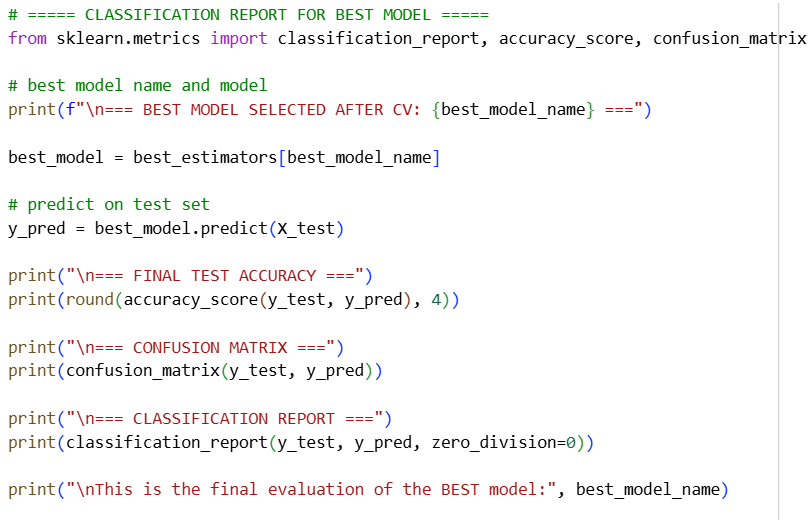 # ===== CLASSIFICATION REPORT FOR BEST MODEL =====
from sklearn.metrics import classification_report, accuracy_score, confusion_matrix
# best model name and model
print(f"\n=== BEST MODEL SELECTED AFTER CV: {best_model_name} ===")
best_model = best_estimators[best_model_name]
# predict on test set
y_pred = best_model.predict(X_test)
print("\n=== FINAL TEST ACCURACY ===")
print(round(accuracy_score(y_test, y_pred), 4))
print("\n=== CONFUSION MATRIX ===")
print(confusion_matrix(y_test, y_pred))
print("\n=== CLASSIFICATION REPORT ===")
print(classification_report(y_test, y_pred, zero_division=0))
print("\nThis is the final evaluation of the BEST model:", best_model_name)